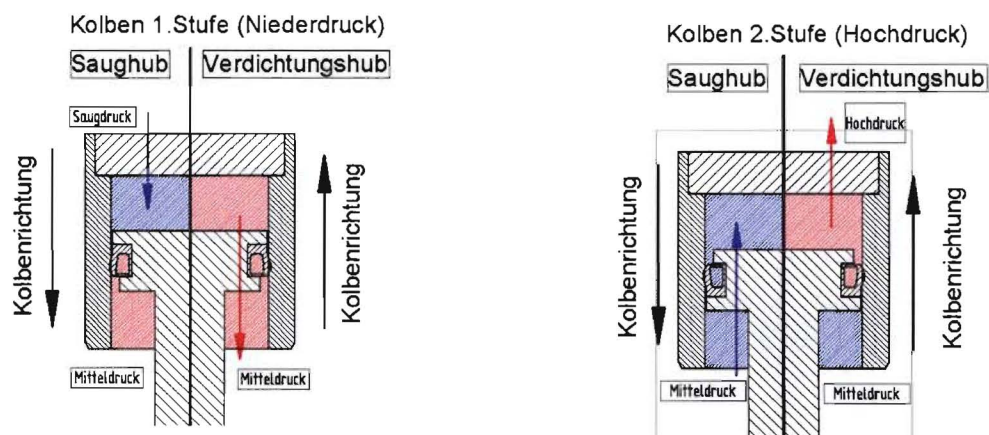 Kolben 1.Stufe (Niederdruck)
Saughub
Verdichtungshub
Saugdruck
Kolbenrichtung
Kolbenrichtung
Mitteldruck
Mitteldruck
Kolben 2.Stufe (Hochdruck)
Saughub
Verdichtungshub
Hochdruck
Kolbenrichtung
Kolbenrichtung
Mitteldruck
Mitteldruck